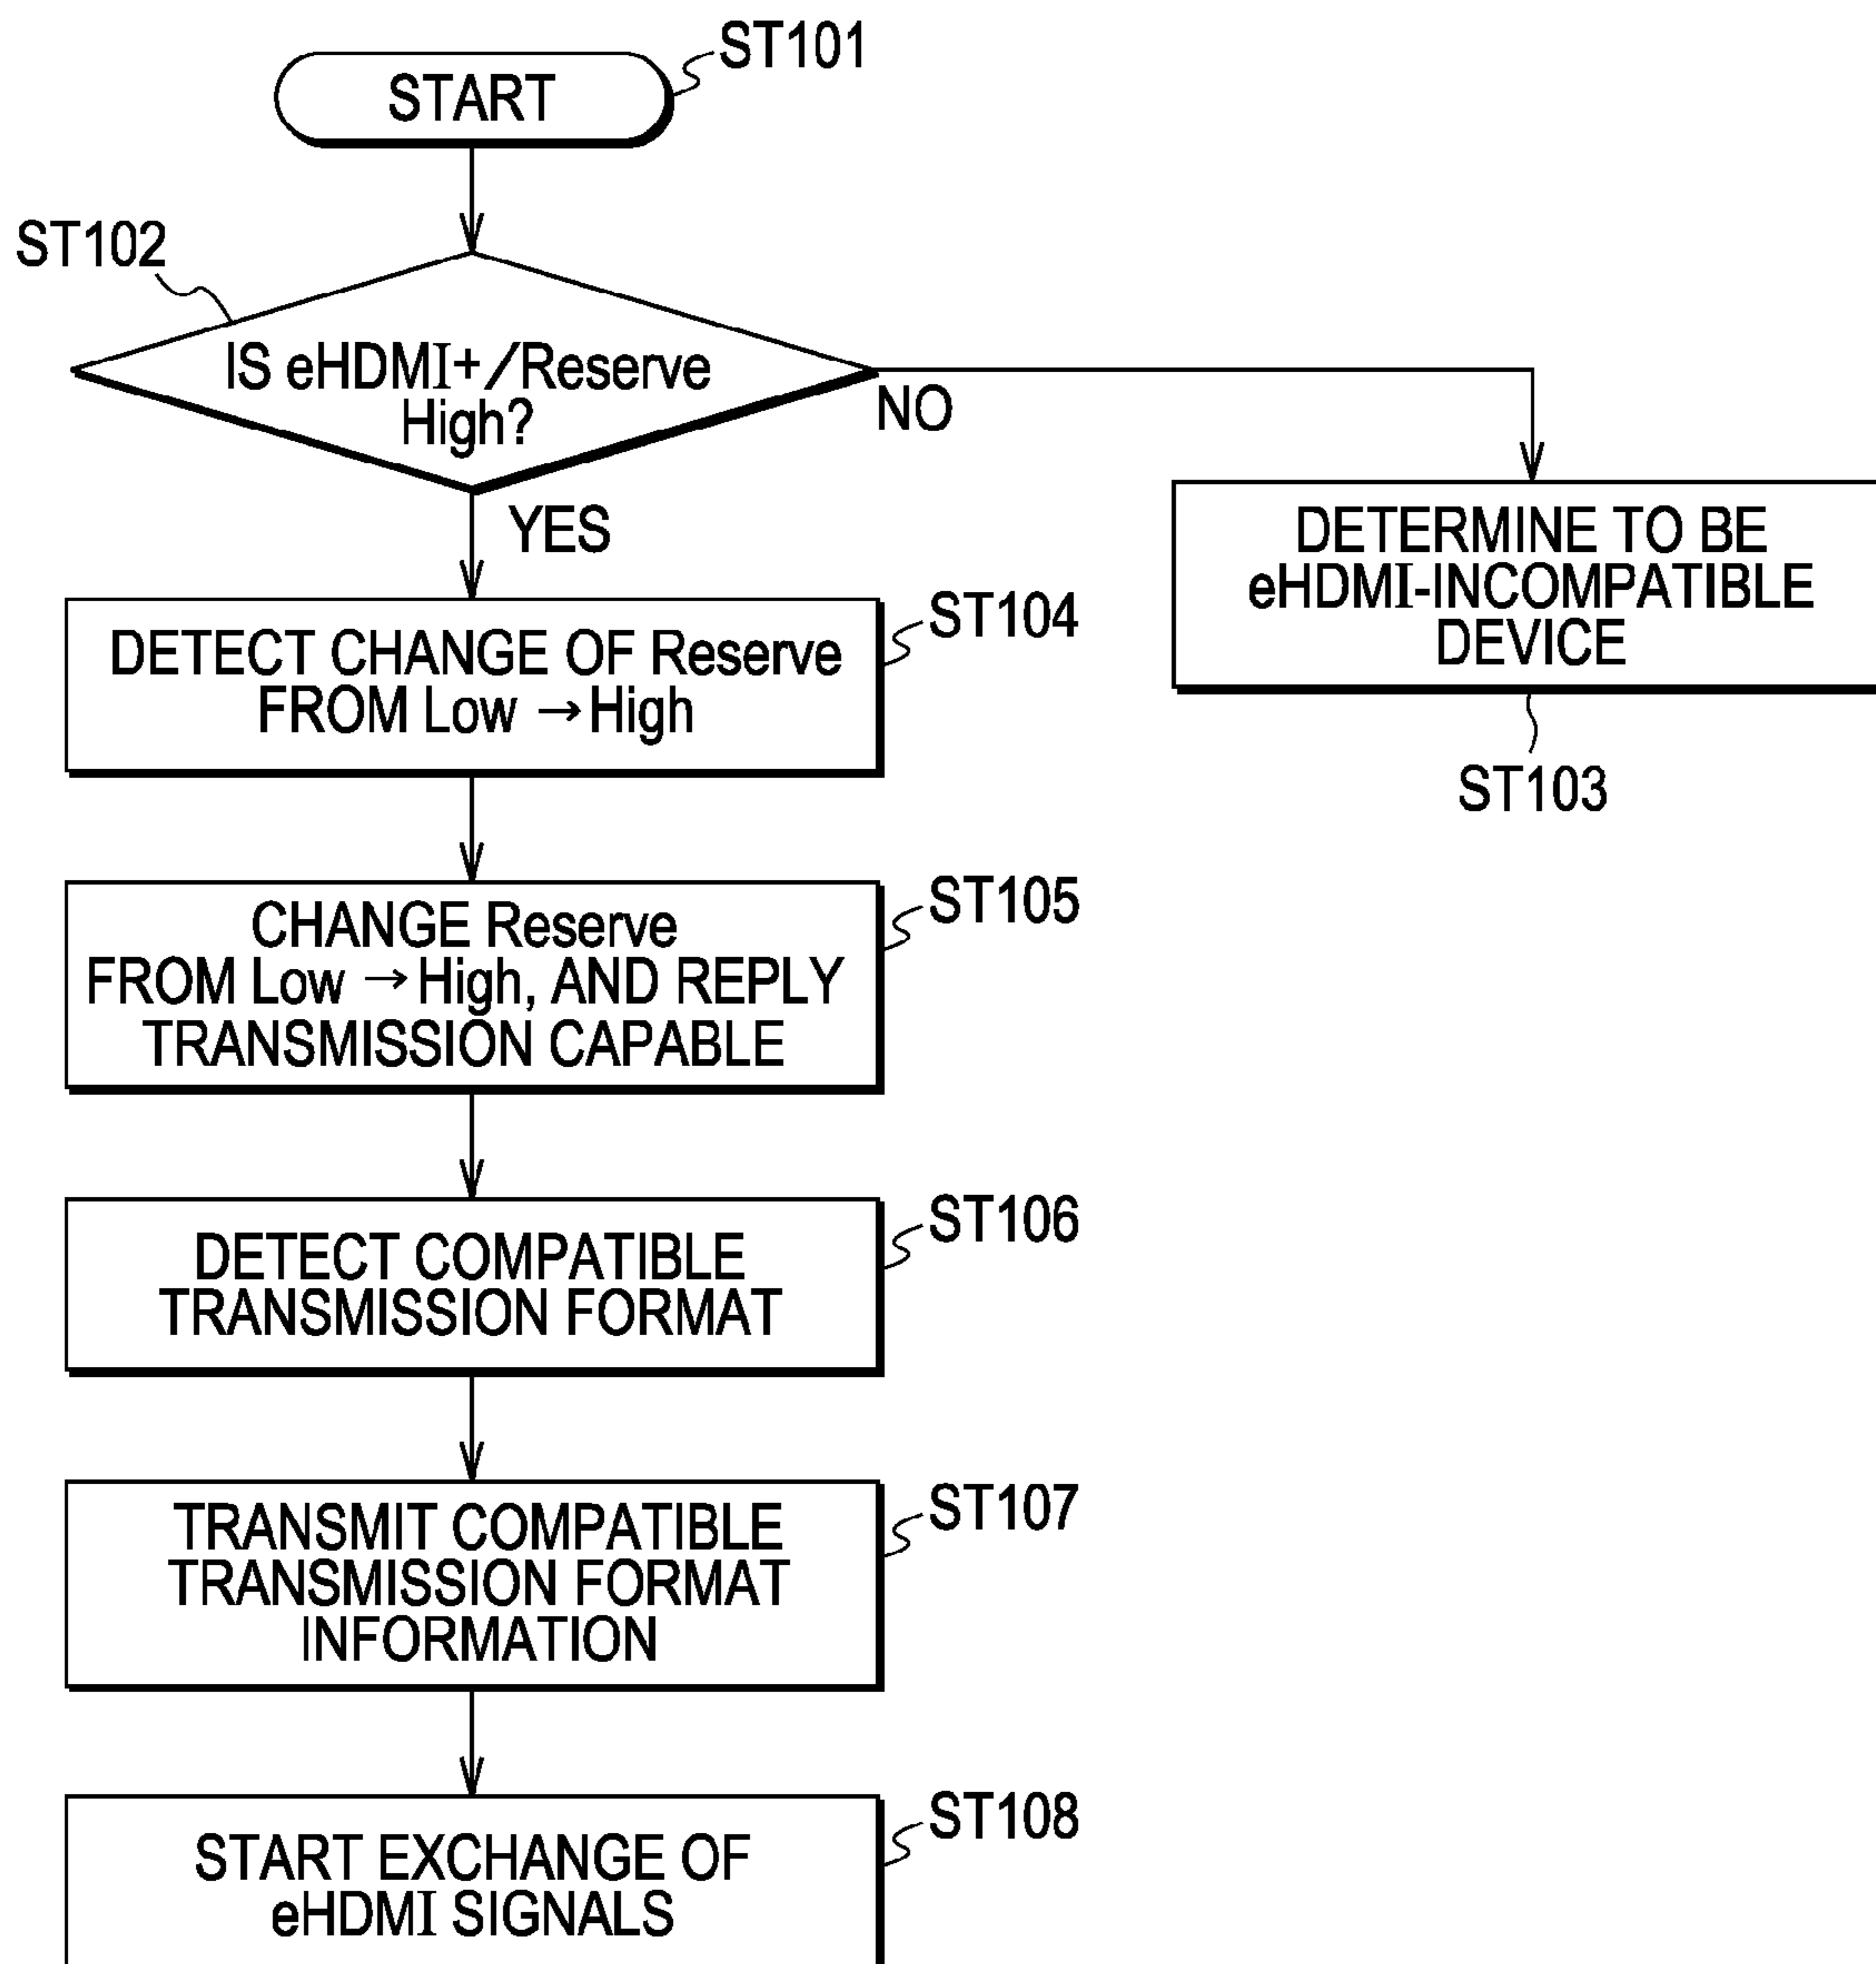 START
ST101
ST102
IS eHDMI+/Reserve
High?
NO
YES
DETERMINE TO BE
eHDMI-INCOMPATIBLE
DEVICE
ST103
DETECT CHANGE OF Reserve
FROM Low → High
ST104
CHANGE Reserve
FROM Low → High, AND REPLY
TRANSMISSION CAPABLE
ST105
DETECT COMPATIBLE
TRANSMISSION FORMAT
ST106
TRANSMIT COMPATIBLE
TRANSMISSION FORMAT
INFORMATION
ST107
START EXCHANGE OF
eHDMI SIGNALS
ST108